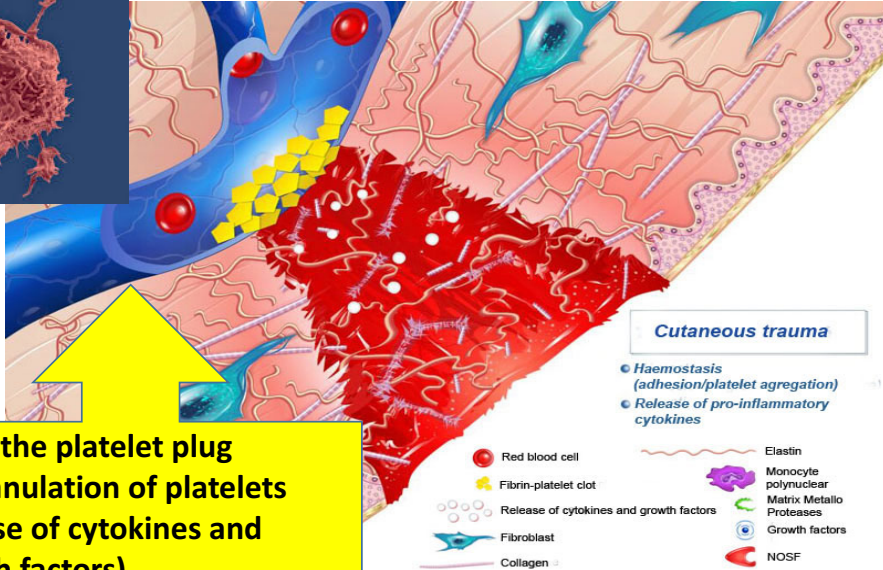 Cutaneous trauma
Haemostasis
(adhesion/platelet agregation)
Release of pro-inflammatory
cytokines
the platelet plug
nulation of platelets
se of cytokines and
h factors)
Red blood cell
Fibrin-platelet clot
Release of cytokines and growth factors
Fibroblast
Collagen
Elastin
Monocyte
polynuclear
Matrix Metallo
Proteases
Growth factors
NOSF